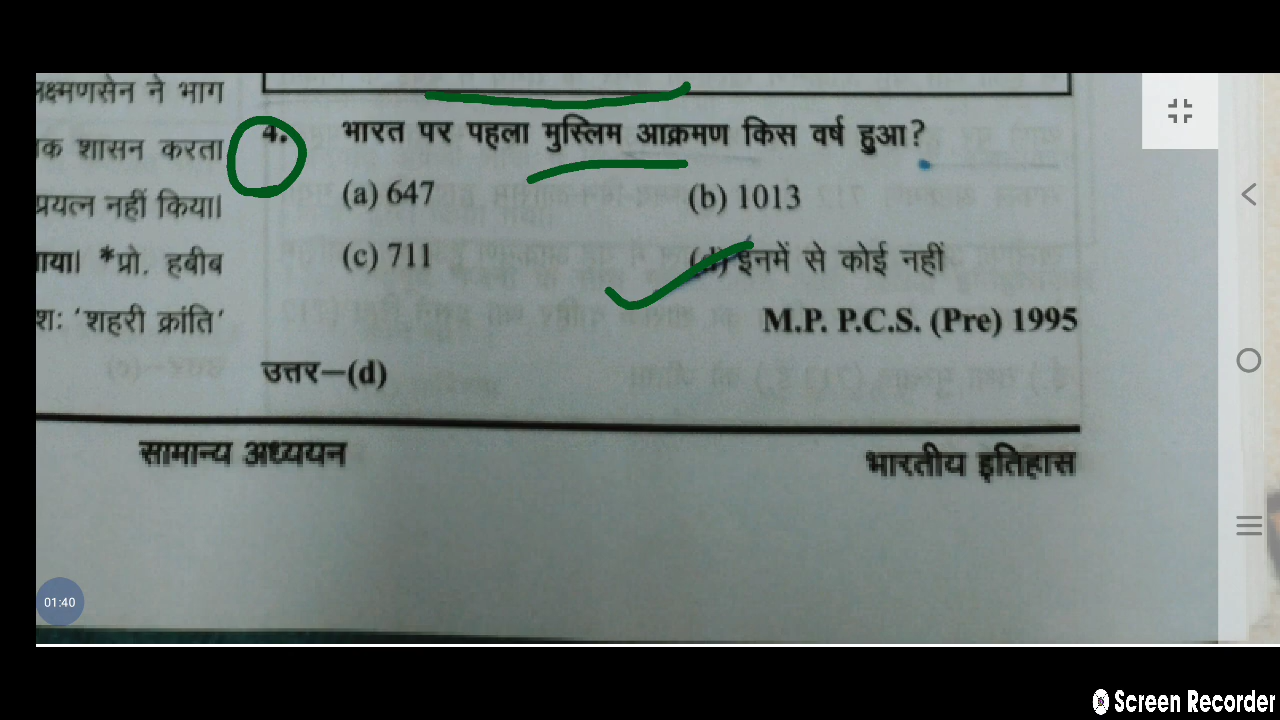 लक्ष्मणसेन ने भाग
शासन करता
प्रयत्न नहीं किया।
*प्रो. हबीब
'शहरी क्रांति'
4. भारत पर पहला मुस्लिम आक्रमण किस वर्ष हुआ?
(a) 647 (b) 1013
(c) 711 (d) इनमें से कोई नहीं
M.P. P.C.S. (Pre) 1995
उत्तर–(d)
सामान्य अध्ययन भारतीय इतिहास
01:40
Screen Recorder